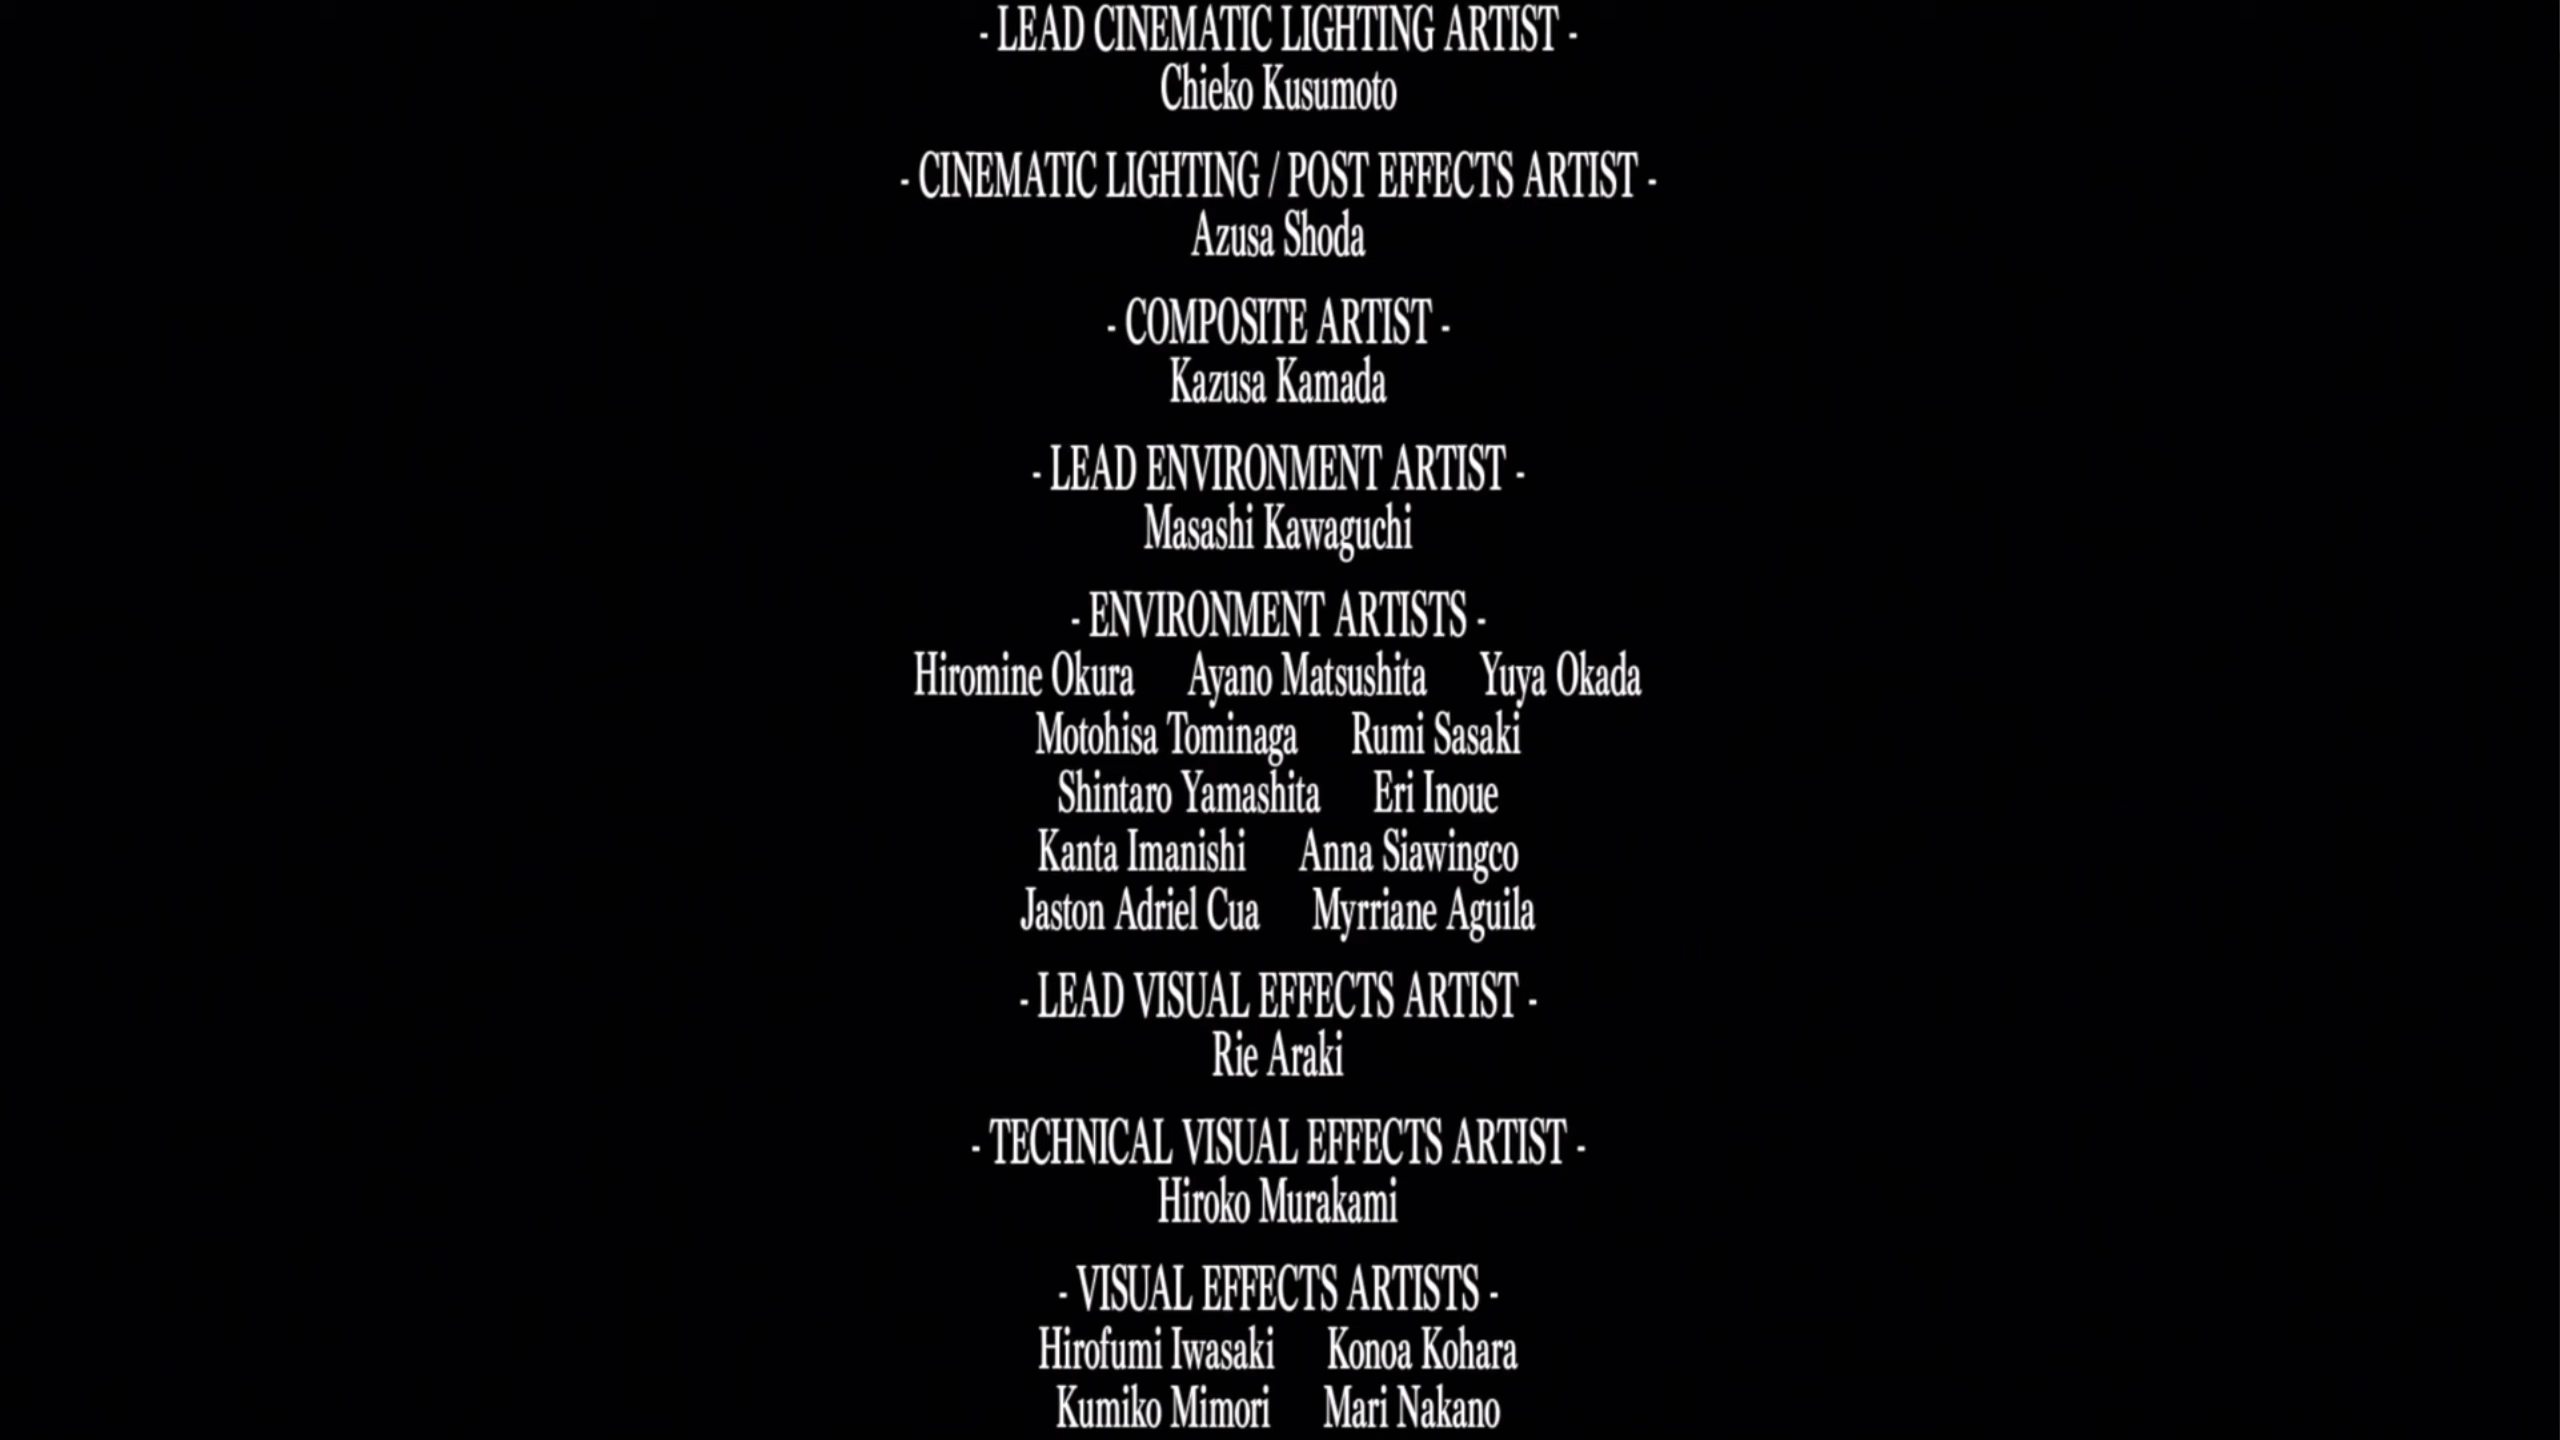 - LEAD CINEMATIC LIGHTING ARTIST -
Chieko Kusumoto
- CINEMATIC LIGHTING / POST EFFECTS ARTIST -
Azusa Shoda
- COMPOSITE ARTIST -
Kazusa Kamada
- LEAD ENVIRONMENT ARTIST -
Masashi Kawaguchi
- ENVIRONMENT ARTISTS -
Hiromine Okura Ayano Matsushita Yuya Okada
Motohisa Tominaga Rumi Sasaki
Shintaro Yamashita Eri Inoue
Kanta Imanishi Anna Siawingco
Jaston Adriel Cua Myrriane Aguila
- LEAD VISUAL EFFECTS ARTIST -
Rie Araki
- TECHNICAL VISUAL EFFECTS ARTIST -
Hiroko Murakami
- VISUAL EFFECTS ARTISTS -
Hirofumi Iwasaki Konoa Kohara
Kumiko Mimori Mari Nakano